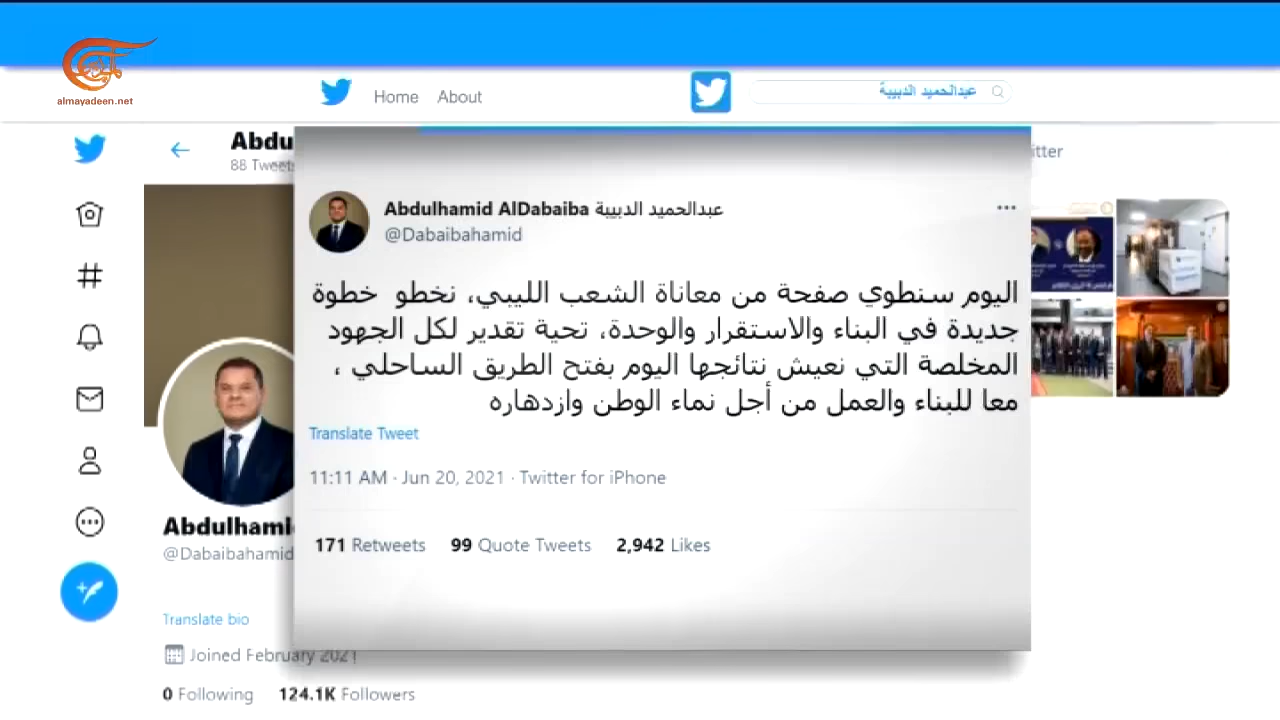 almayadeen.net
Home About
عبدالحميد الدبيبة
Abdu
88 Tweets
itter
Abdulhamid AlDabaiba عبدالحميد الدبيبة
@Dabaibahamid
اليوم سنطوي صفحة من معاناة الشعب الليبي، نخطو خطوة
جديدة في البناء والاستقرار والوحدة، تحية تقدير لكل الجهود
المخلصة التي نعيش نتائجها اليوم بفتح الطريق الساحلي ،
معا للبناء والعمل من أجل نماء الوطن وازدهاره
Translate Tweet
11:11 AM · Jun 20, 2021 · Twitter for iPhone
171 Retweets 99 Quote Tweets 2,942 Likes
Abdulhami
@Dabaibahamid
Translate bio
Joined February 2021
0 Following 124.1K Followers